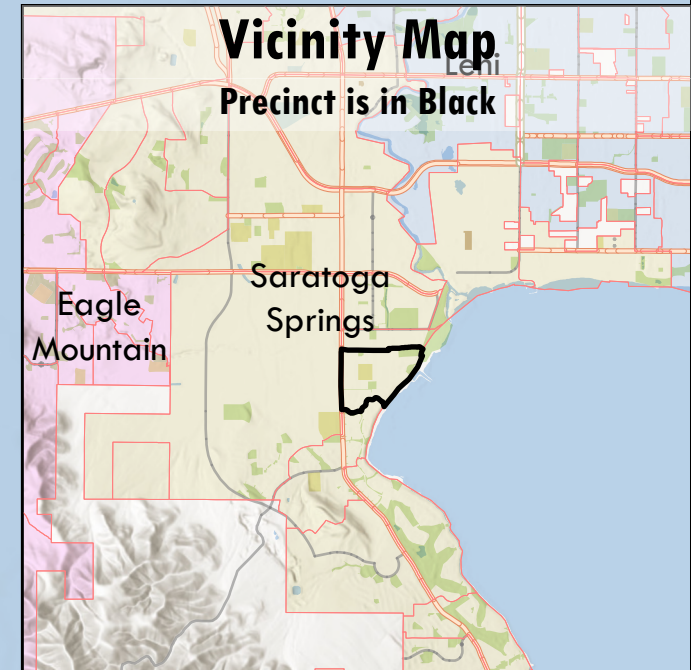 Vicinity Map
Lehi
Precinct is in Black
Saratoga
Springs
Eagle
Mountain